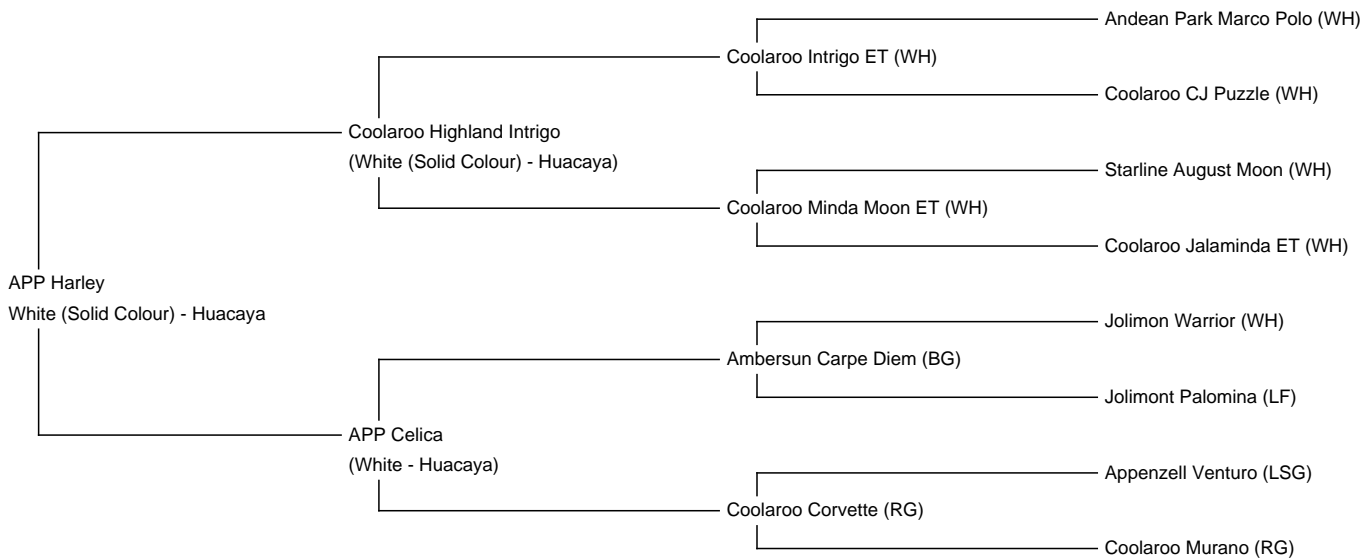 Andean Park Marco Polo (WH)
Coolaroo Intrigo ET (WH)
Coolaroo CJ Puzzle (WH)
Coolaroo Highland Intrigo
(White (Solid Colour) - Huacaya)
Starline August Moon (WH)
Coolaroo Minda Moon ET (WH)
Coolaroo Jalaminda ET (WH)
APP Harley
White (Solid Colour) - Huacaya
Jolimon Warrior (WH)
Ambersun Carpe Diem (BG)
Jolimont Palomina (LF)
APP Celica
(White - Huacaya)
Appenzell Venturo (LSG)
Coolaroo Corvette (RG)
Coolaroo Murano (RG)